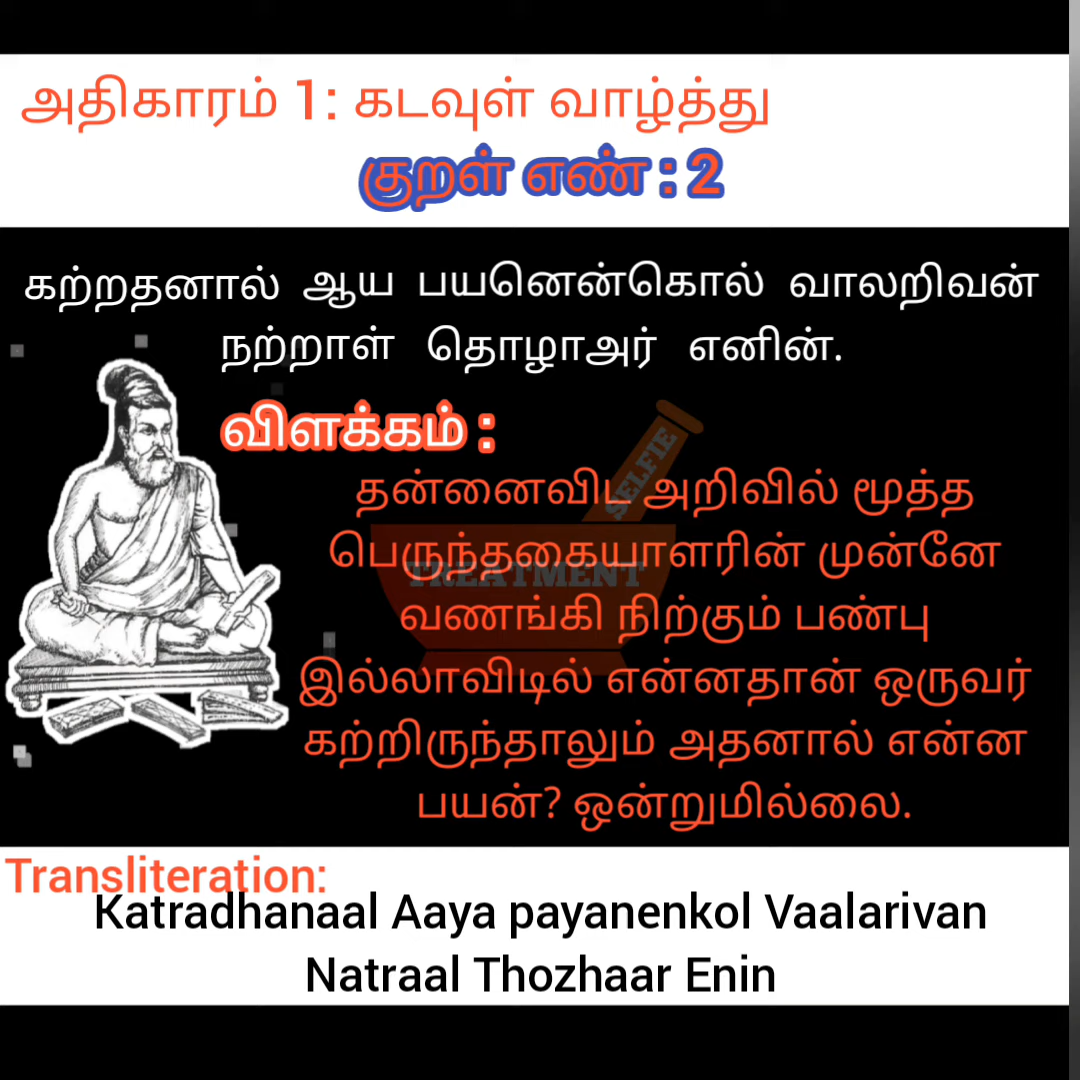 அதிகாரம் 1: கடவுள் வாழ்த்து
குறள் எண் : 2
கற்றதனால் ஆய பயனென்கொல் வாலறிவன்
நற்றாள் தொழாஅர் எனின்.
விளக்கம் :
தன்னைவிட அறிவில் மூத்த
பெருந்தகையாளரின் முன்னே
வணங்கி நிற்கும் பண்பு
இல்லாவிடில் என்னதான் ஒருவர்
கற்றிருந்தாலும் அதனால் என்ன
பயன்? ஒன்றுமில்லை.
SELFIE
TREATMENT
Transliteration:
Katradhanaal Aaya payanenkol Vaalarivan
Natraal Thozhaar Enin